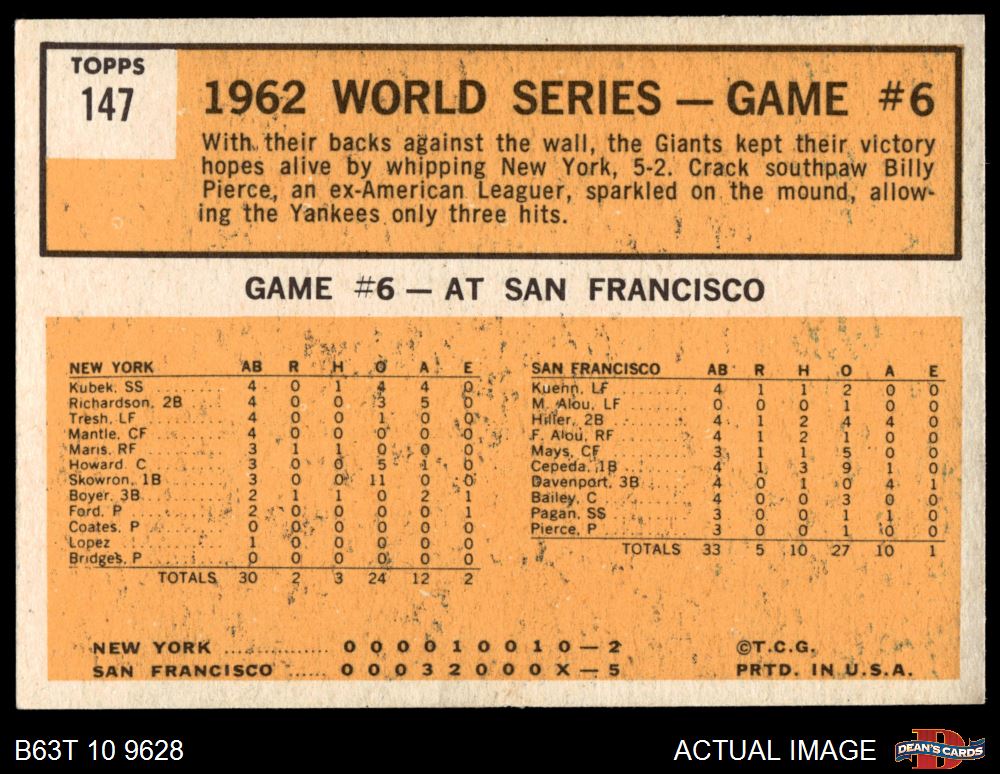 TOPPS
147
1962 WORLD SERIES — GAME #6
With their backs against the wall, the Giants kept their victory
hopes alive by whipping New York, 5-2. Crack southpaw Billy
Pierce, an ex-American Leaguer, sparkled on the mound, allow-
ing the Yankees only three hits.
GAME #6 — AT SAN FRANCISCO
NEW YORK AB R H O A E
Kubek, SS 4 0 1 4 4 0
Richardson, 2B 4 0 0 3 5 0
Tresh, LF 4 0 0 1 0 0
Mantle, CF 4 0 0 0 0 0
Maris, RF 3 1 1 0 0 0
Howard, C 3 0 0 5 1 0
Skowron, 1B 3 0 0 11 0 0
Boyer, 3B 2 1 1 0 2 1
Ford, P 2 0 0 0 0 1
Coates, P 0 0 0 0 0 0
Lopez 1 0 0 0 0 0
Bridges, P 0 0 0 0 0 0
TOTALS 30 2 3 24 12 2
SAN FRANCISCO AB R H O A E
Kuenn, LF 4 1 1 2 0 0
M. Alou, LF 0 0 0 1 0 0
Hiller, 2B 4 1 2 4 4 0
F. Alou, RF 4 1 2 1 0 0
Mays, CF 3 1 1 5 0 0
Cepeda, 1B 4 1 3 9 1 0
Davenport, 3B 4 0 1 0 4 1
Bailey, C 4 0 0 3 0 0
Pagan, SS 3 0 0 1 1 0
Pierce, P 3 0 0 1 0 0
TOTALS 33 5 10 27 10 1
NEW YORK ................ 0 0 0 0 1 0 0 1 0 — 2
SAN FRANCISCO ...... 0 0 0 3 2 0 0 0 X — 5
©T.C.G.
PRTD. IN U.S.A.
B63T 10 9628
ACTUAL IMAGE
DEAN'S CARDS